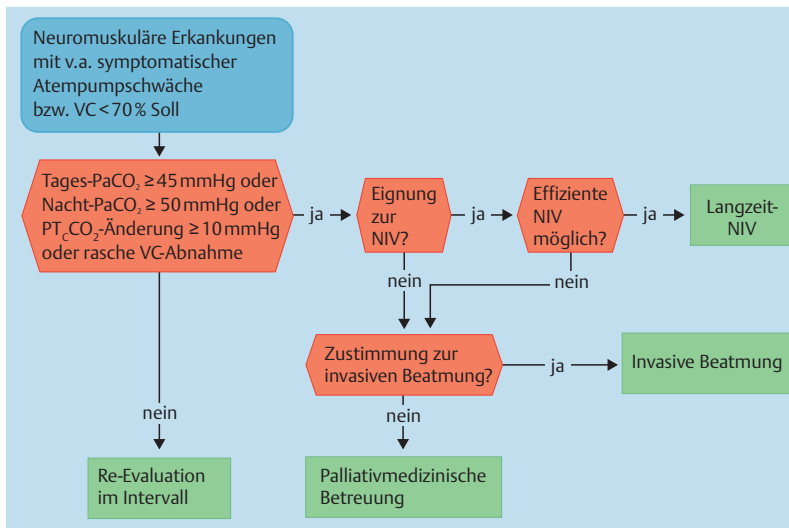 Neuromuskuläre Erkankungen
mit v.a. symptomatischer
Atempumpschwäche
bzw. VC < 70 % Soll
Tages-PaCO₂ ≥ 45 mmHg oder
Nacht-PaCO₂ ≥ 50 mmHg oder
PTcCO₂-Änderung ≥ 10 mmHg
oder rasche VC-Abnahme
ja
Eignung
zur
NIV?
ja
Effiziente
NIV
möglich?
ja
Langzeit-
NIV
nein
nein
Zustimmung zur
invasiven Beatmung?
ja
Invasive Beatmung
nein
nein
Re-Evaluation
im Intervall
Palliativmedizinische
Betreuung